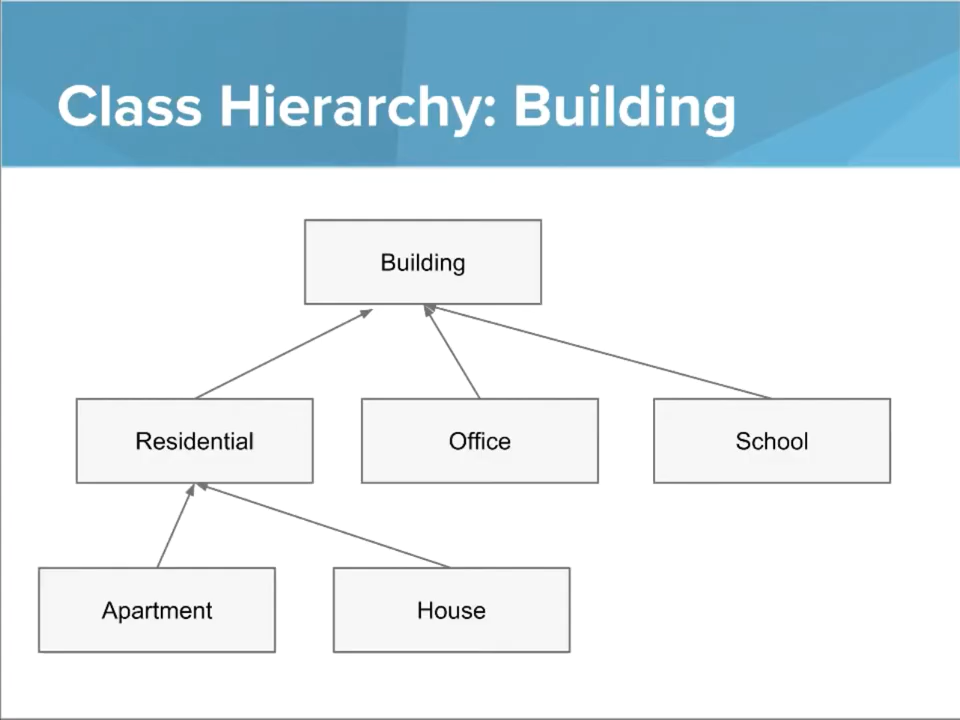 Class Hierarchy: Building
Building
Residential
Office
School
Apartment
House